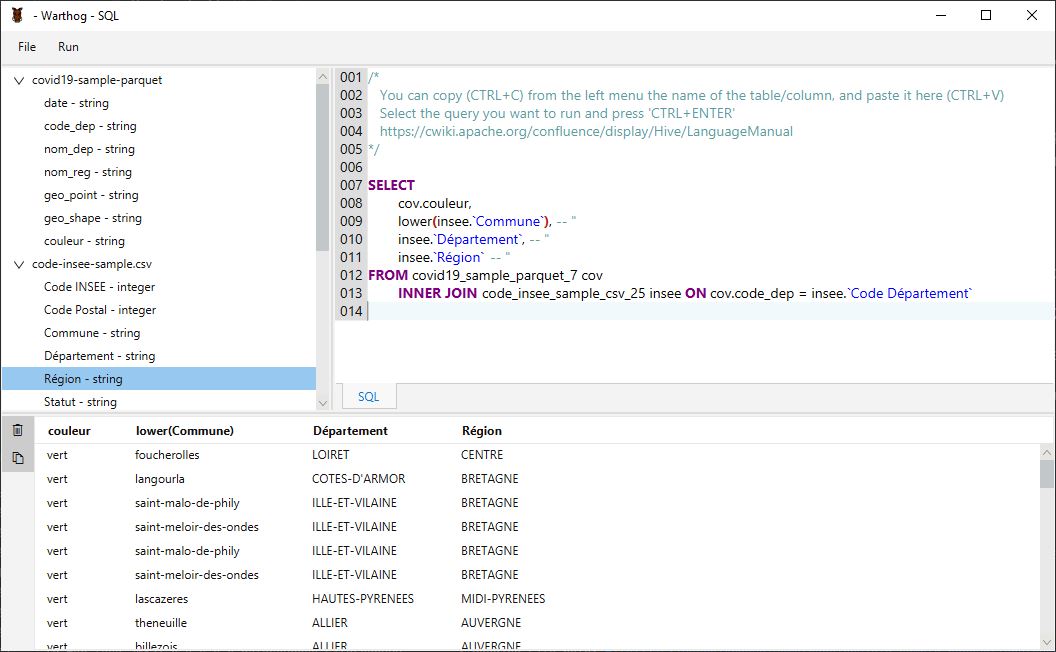 - Warthog - SQL
File Run
covid19-sample-parquet
date - string
code_dep - string
nom_dep - string
nom_reg - string
geo_point - string
geo_shape - string
couleur - string
code-insee-sample.csv
Code INSEE - integer
Code Postal - integer
Commune - string
Département - string
Région - string
Statut - string
001 /*
002 You can copy (CTRL+C) from the left menu the name of the table/column, and paste it here (CTRL+V)
003 Select the query you want to run and press 'CTRL+ENTER'
004 https://cwiki.apache.org/confluence/display/Hive/LanguageManual
005 */
006
007 SELECT
008 cov.couleur,
009 lower(insee.`Commune`), -- "
010 insee.`Département`, -- "
011 insee.`Région` -- "
012 FROM covid19_sample_parquet_7 cov
013 INNER JOIN code_insee_sample_csv_25 insee ON cov.code_dep = insee.`Code Département`
014
SQL
couleur lower(Commune) Département Région
vert foucherolles LOIRET CENTRE
vert langourla COTES-D'ARMOR BRETAGNE
vert saint-malo-de-phily ILLE-ET-VILAINE BRETAGNE
vert saint-meloir-des-ondes ILLE-ET-VILAINE BRETAGNE
vert saint-malo-de-phily ILLE-ET-VILAINE BRETAGNE
vert saint-meloir-des-ondes ILLE-ET-VILAINE BRETAGNE
vert lascazeres HAUTES-PYRENEES MIDI-PYRENEES
vert theneuille ALLIER AUVERGNE
vert billezois ALLIER AUVERGNE